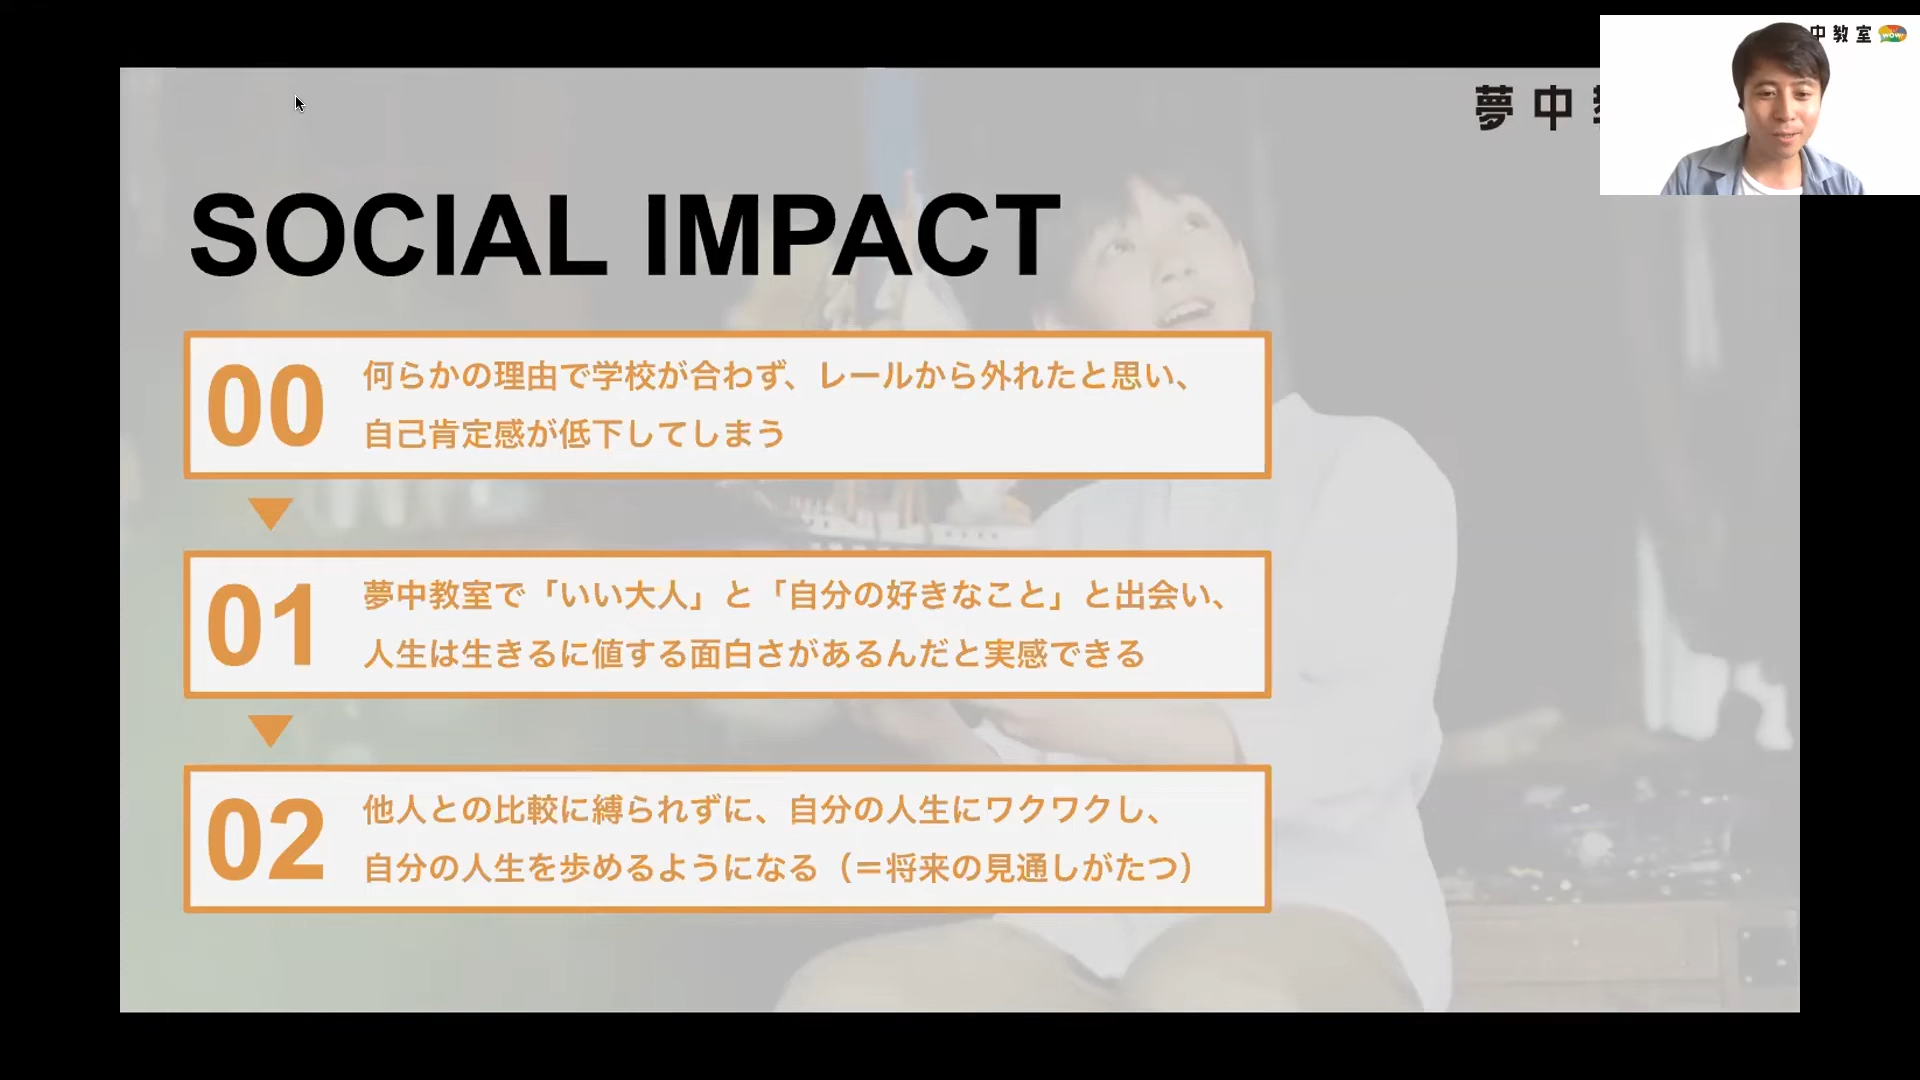 中教室 WOW!
夢中
SOCIAL IMPACT
00
何らかの理由で学校が合わず、レールから外れたと思い、
自己肯定感が低下してしまう
01
夢中教室で「いい大人」と「自分の好きなこと」と出会い、
人生は生きるに値する面白さがあるんだと実感できる
02
他人との比較に縛られずに、自分の人生にワクワクし、
自分の人生を歩めるようになる（＝将来の見通しがたつ）